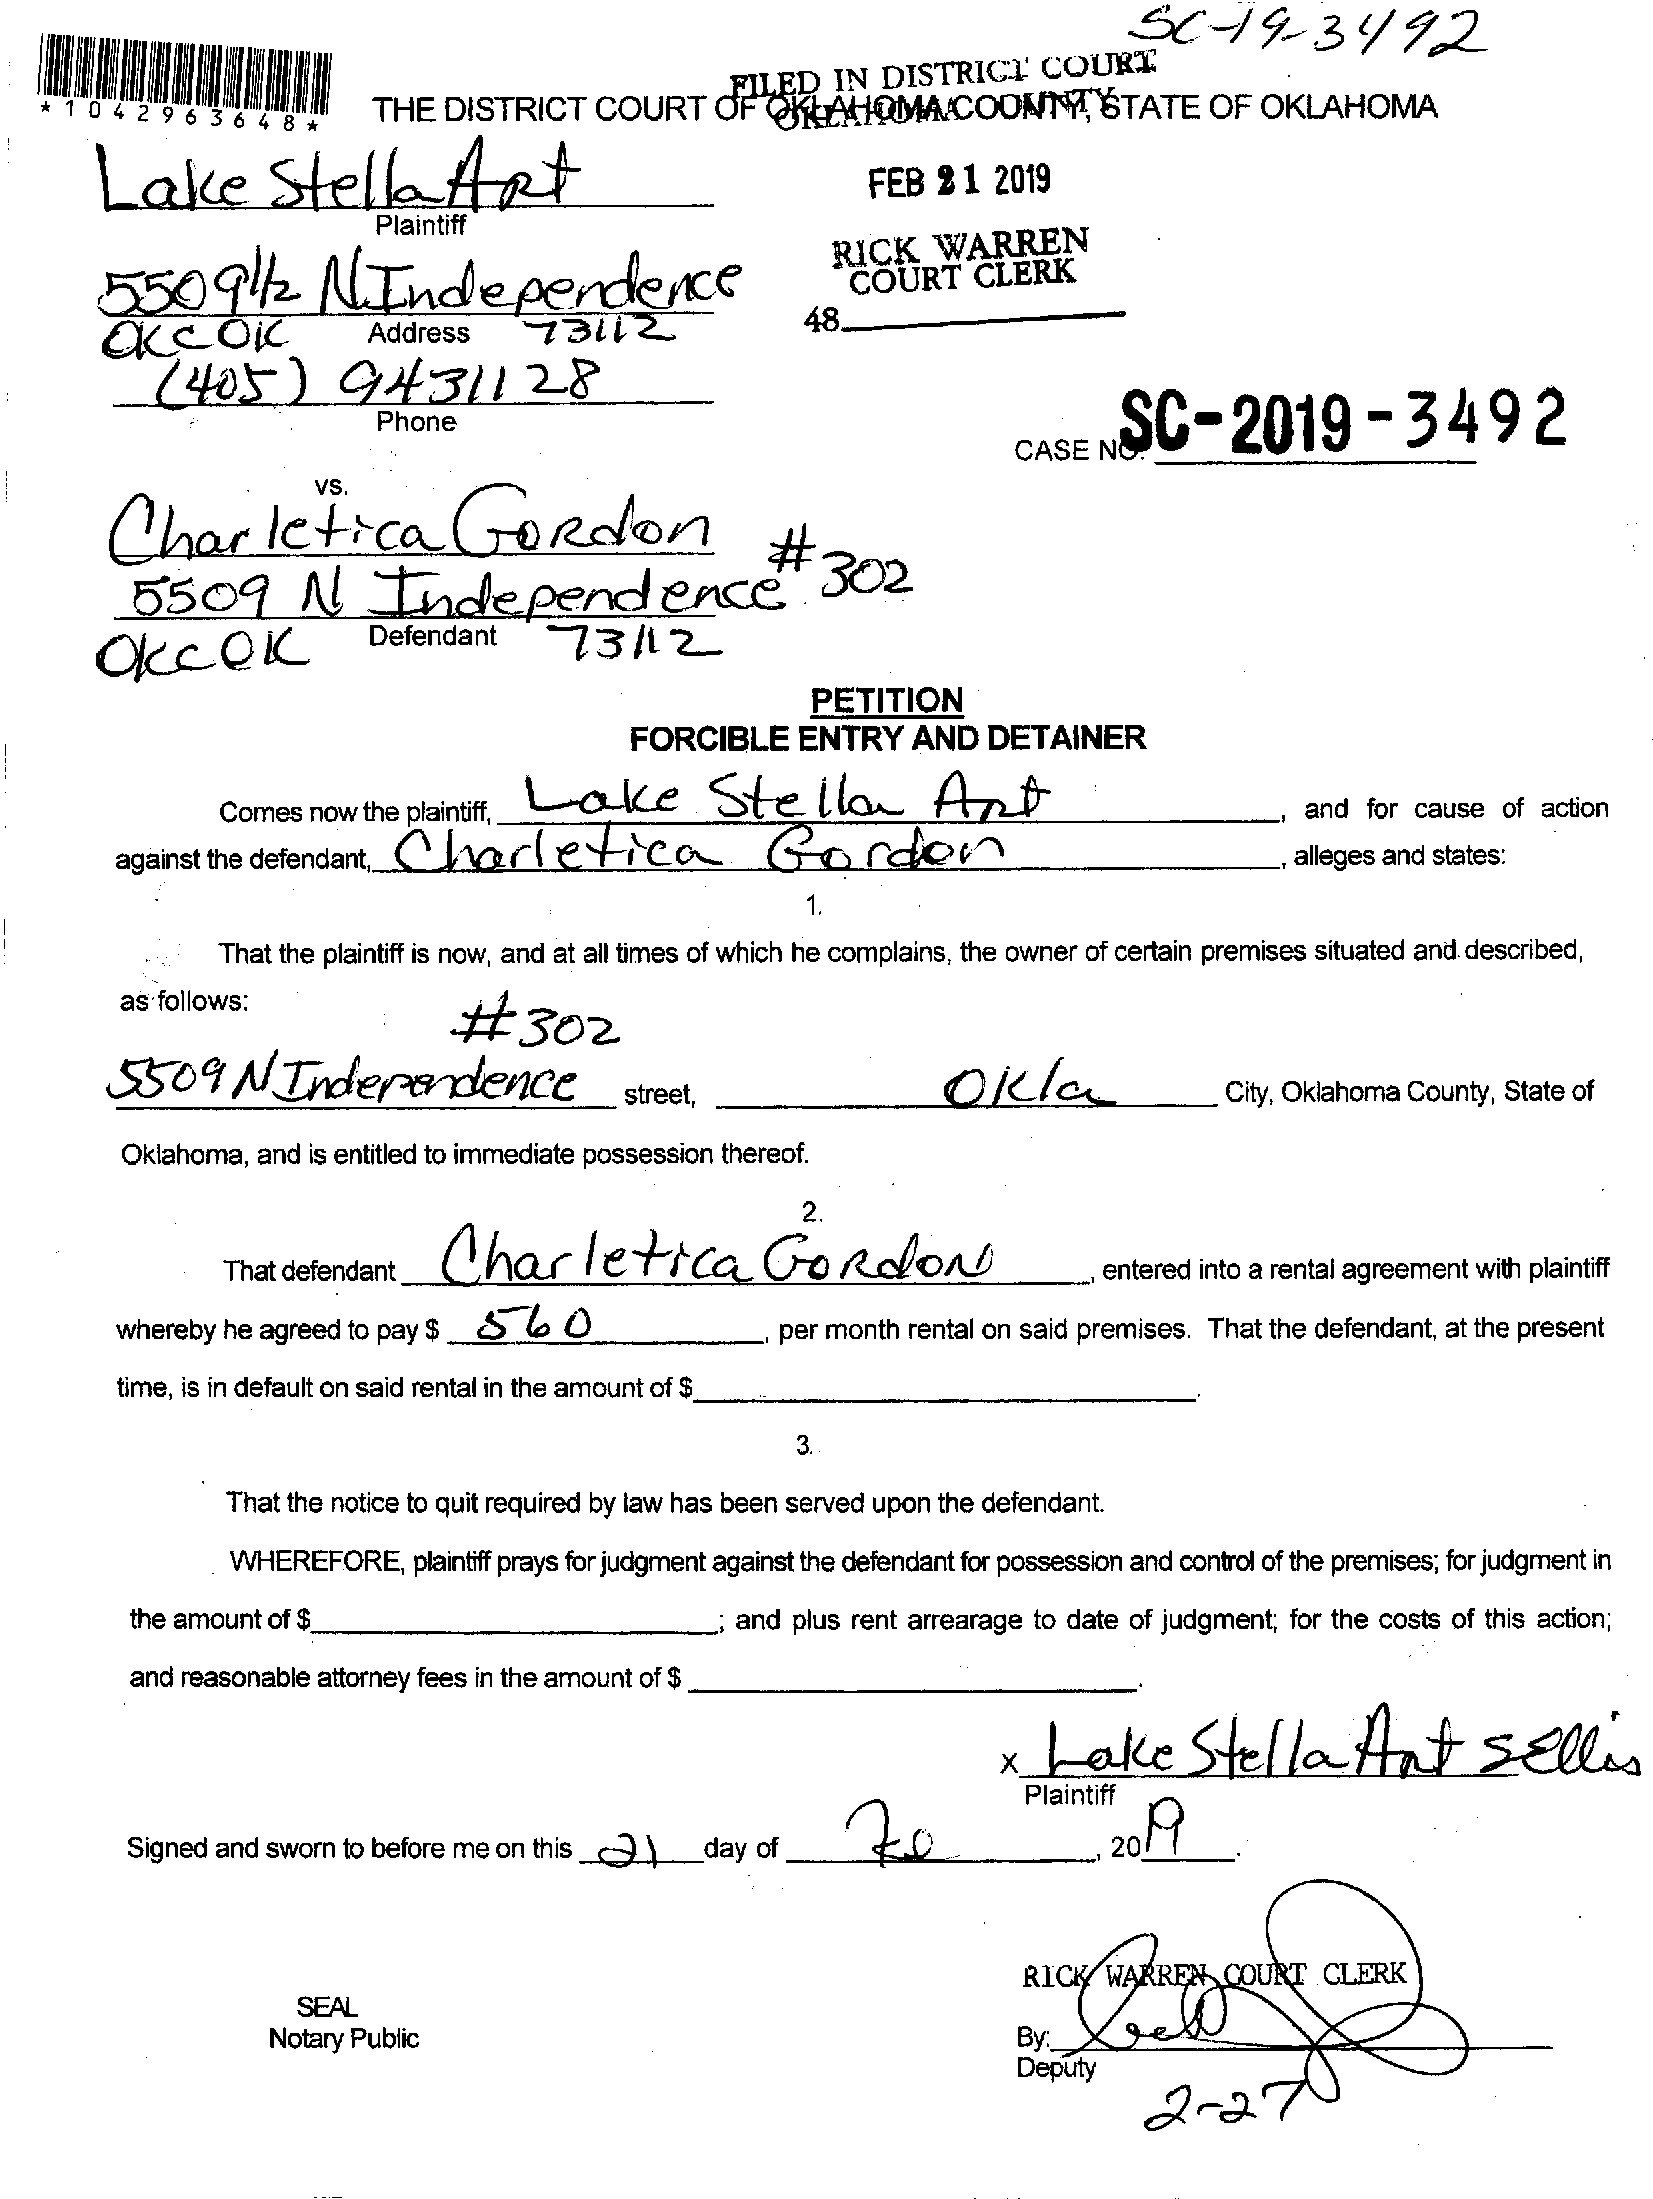 SC-19-3492
*1042963648*
FILED IN DISTRICT COURT
OKLAHOMA COUNTY
THE DISTRICT COURT OF OKLAHOMA COUNTY, STATE OF OKLAHOMA
Lake Stella Apt
Plaintiff
FEB 21 2019
RICK WARREN
COURT CLERK
48
5509 1/2 N. Independence
OKC OK Address 73112
(405) 9431128
Phone
CASE NO. SC-2019-3492
vs.
Charletica Gordon
5509 N Independence #302
OKC OK Defendant 73112
PETITION
FORCIBLE ENTRY AND DETAINER
Comes now the plaintiff, Lake Stella Apt, and for cause of action
against the defendant, Charletica Gordon, alleges and states:
1.
That the plaintiff is now, and at all times of which he complains, the owner of certain premises situated and described,
as follows:
#302
5509 N Independence street, Okla City, Oklahoma County, State of
Oklahoma, and is entitled to immediate possession thereof.
2.
That defendant Charletica Gordon, entered into a rental agreement with plaintiff
whereby he agreed to pay $ 560, per month rental on said premises. That the defendant, at the present
time, is in default on said rental in the amount of $.
3.
That the notice to quit required by law has been served upon the defendant.
WHEREFORE, plaintiff prays for judgment against the defendant for possession and control of the premises; for judgment in
the amount of $; and plus rent arrearage to date of judgment; for the costs of this action;
and reasonable attorney fees in the amount of $.
x Lake Stella Apt SEllis
Plaintiff
Signed and sworn to before me on this 21 day of, 2019.
RICK WARREN COURT CLERK
SEAL
Notary Public
By:
Deputy
2-27